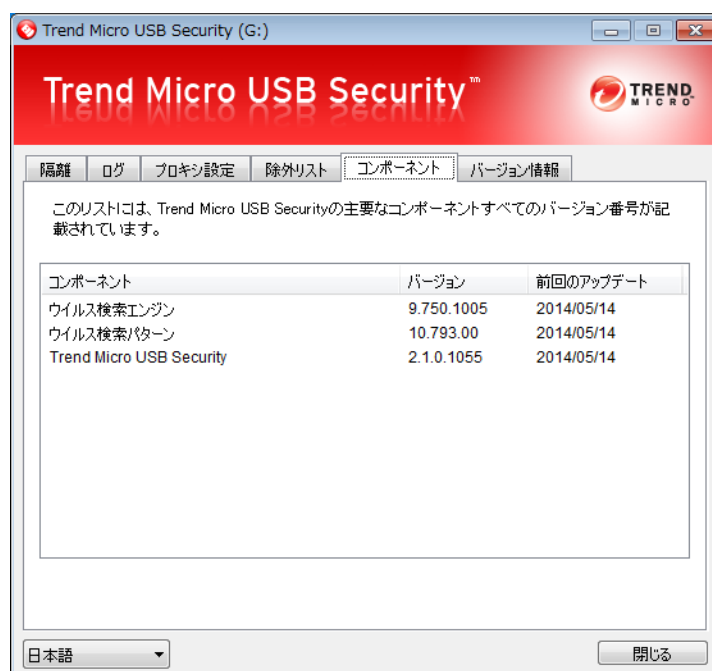 Trend Micro USB Security (G:)
Trend Micro USB Security™
TREND MICRO
隔離 ログ プロキシ設定 除外リスト コンポーネント バージョン情報
このリストには、Trend Micro USB Securityの主要なコンポーネントすべてのバージョン番号が記
載されています。
コンポーネント バージョン 前回のアップデート
ウイルス検索エンジン 9.750.1005 2014/05/14
ウイルス検索パターン 10.793.00 2014/05/14
Trend Micro USB Security 2.1.0.1055 2014/05/14
日本語 閉じる